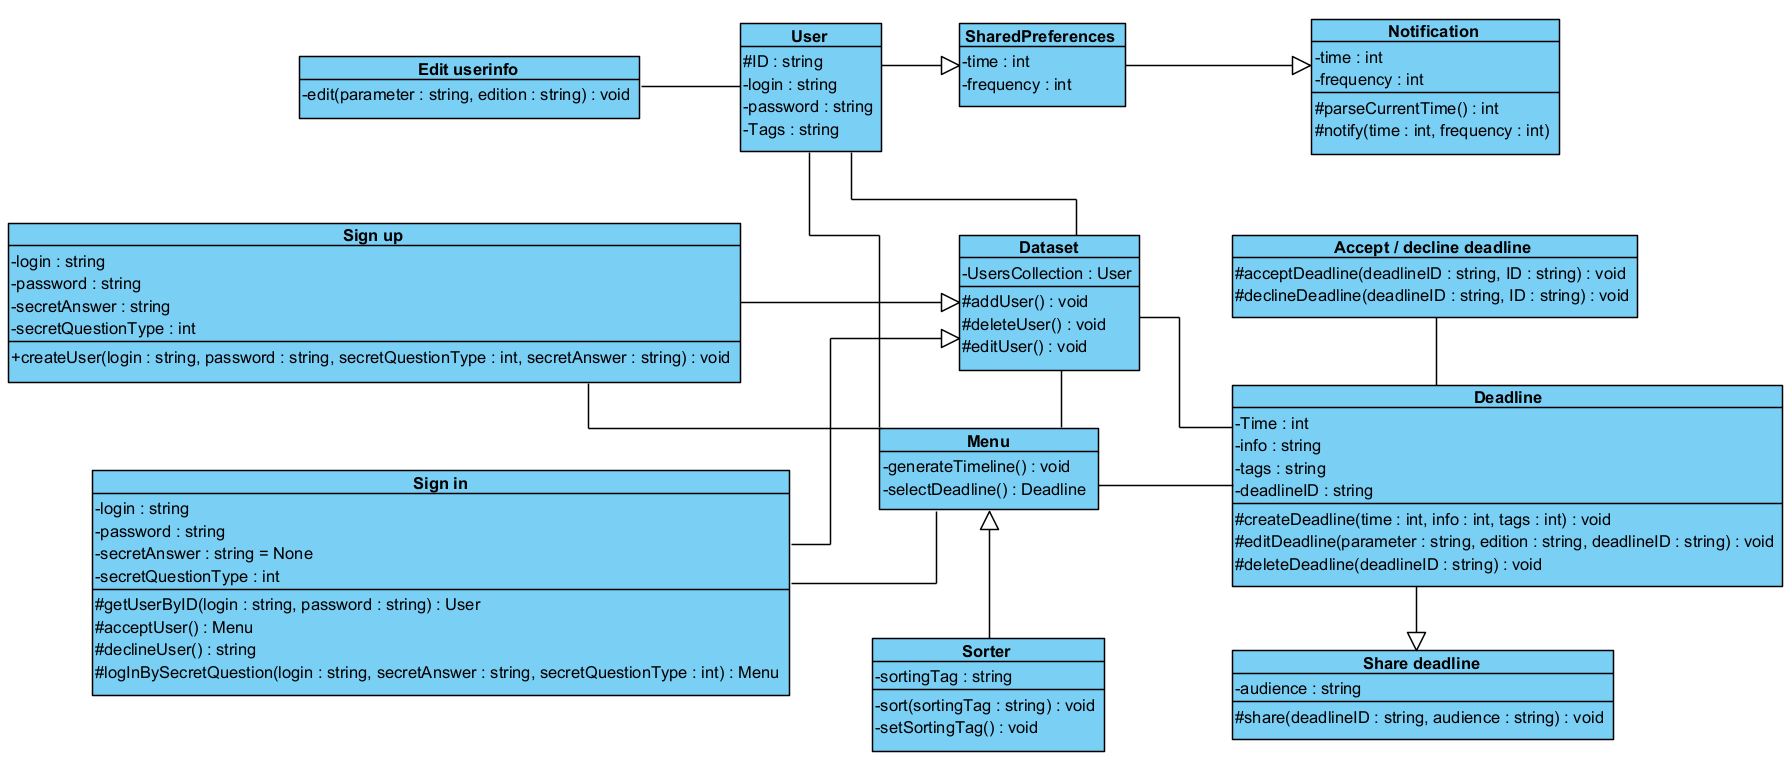 Edit userinfo
-edit(parameter : string, edition : string) : void
User
#ID : string
-login : string
-password : string
-Tags : string
SharedPreferences
-time : int
-frequency : int
Notification
-time : int
-frequency : int
#parseCurrentTime() : int
#notify(time : int, frequency : int)
Sign up
-login : string
-password : string
-secretAnswer : string
-secretQuestionType : int
+createUser(login : string, password : string, secretQuestionType : int, secretAnswer : string) : void
Dataset
-UsersCollection : User
#addUser() : void
#deleteUser() : void
#editUser() : void
Accept / decline deadline
#acceptDeadline(deadlineID : string, ID : string) : void
#declineDeadline(deadlineID : string, ID : string) : void
Menu
-generateTimeline() : void
-selectDeadline() : Deadline
Deadline
-Time : int
-info : string
-tags : string
-deadlineID : string
#createDeadline(time : int, info : int, tags : int) : void
#editDeadline(parameter : string, edition : string, deadlineID : string) : void
#deleteDeadline(deadlineID : string) : void
Sign in
-login : string
-password : string
-secretAnswer : string = None
-secretQuestionType : int
#getUserByID(login : string, password : string) : User
#acceptUser() : Menu
#declineUser() : string
#logInBySecretQuestion(login : string, secretAnswer : string, secretQuestionType : int) : Menu
Sorter
-sortingTag : string
-sort(sortingTag : string) : void
-setSortingTag() : void
Share deadline
-audience : string
#share(deadlineID : string, audience : string) : void